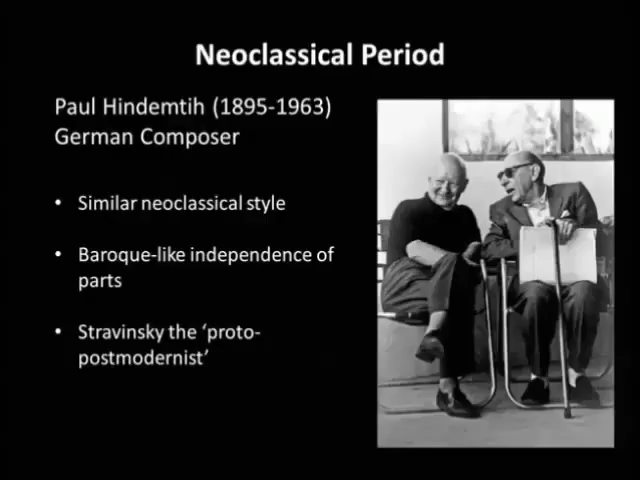 Neoclassical Period
Paul Hindemtih (1895-1963)
German Composer
• Similar neoclassical style
• Baroque-like independence of
parts
• Stravinsky the ‘proto-
postmodernist’